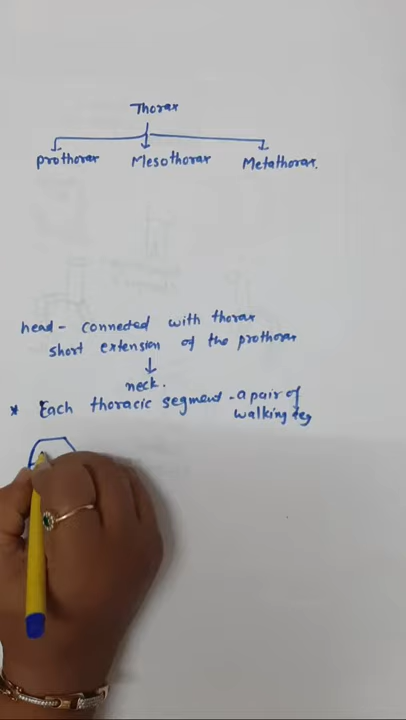 Thorax
Prothorax Mesothorax Metathorax.
head - connected with thorax
short extension of the prothorax
neck.
* Each thoracic segment - a pair of
walking leg